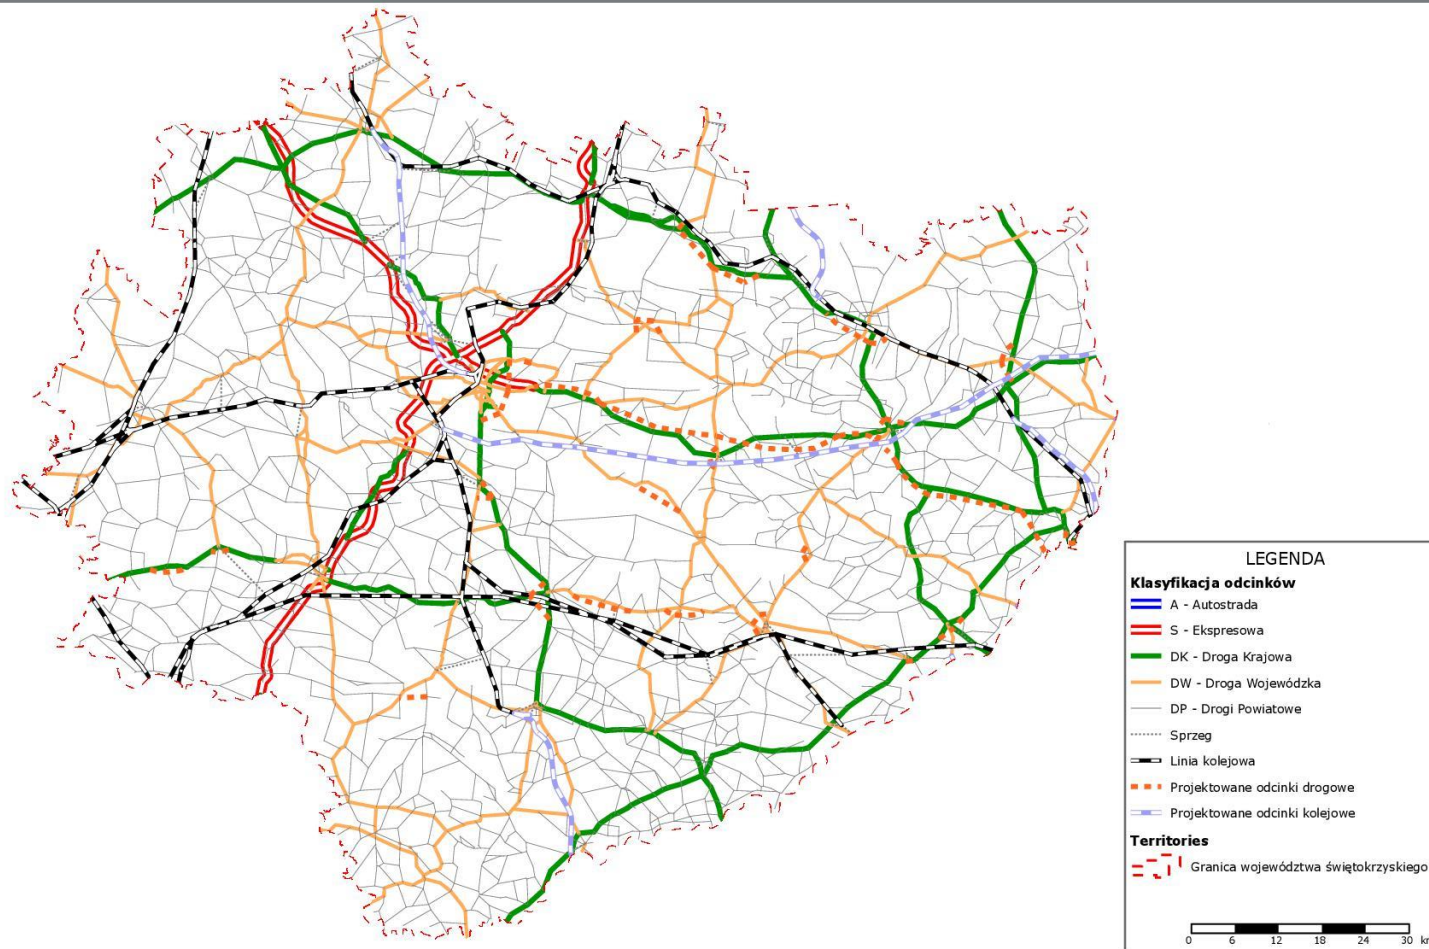 LEGENDA
Klasyfikacja odcinków
A - Autostrada
S - Ekspresowa
DK - Droga Krajowa
DW - Droga Wojewódzka
DP - Drogi Powiatowe
Sprzeg
Linia kolejowa
Projektowane odcinki drogowe
Projektowane odcinki kolejowe
Territories
Granica województwa świętokrzyskiego
0 6 12 18 24 30 km